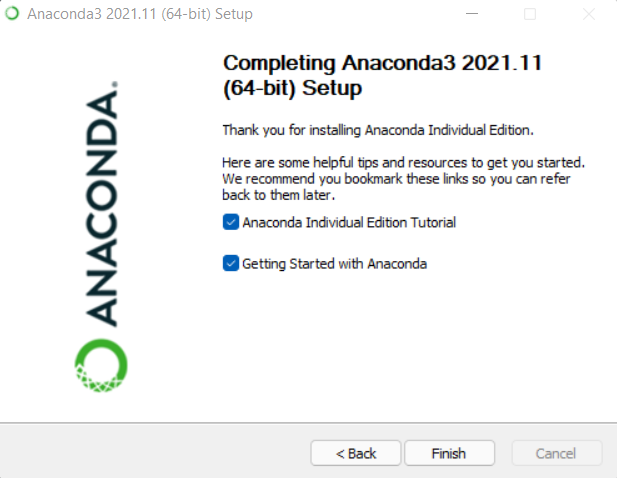 Anaconda3 2021.11 (64-bit) Setup
Completing Anaconda3 2021.11
(64-bit) Setup
Thank you for installing Anaconda Individual Edition.
Here are some helpful tips and resources to get you started.
We recommend you bookmark these links so you can refer
back to them later.
Anaconda Individual Edition Tutorial
Getting Started with Anaconda
ANACONDA.
< Back
Finish
Cancel